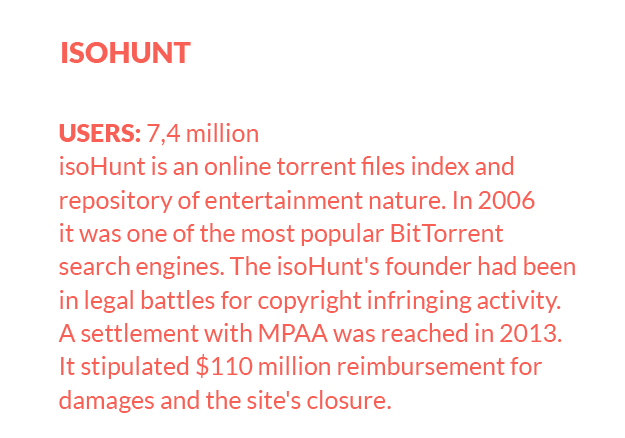 ISOHUNT
USERS: 7,4 million
isoHunt is an online torrent files index and
repository of entertainment nature. In 2006
it was one of the most popular BitTorrent
search engines. The isoHunt's founder had been
in legal battles for copyright infringing activity.
A settlement with MPAA was reached in 2013.
It stipulated $110 million reimbursement for
damages and the site's closure.